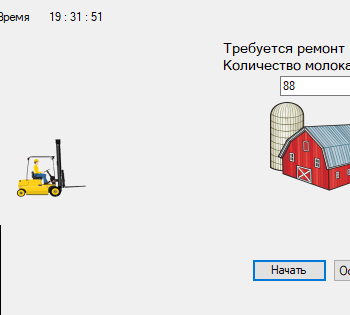 Время 19 : 31 : 51
Требуется ремонт
Количество молока
88
Начать